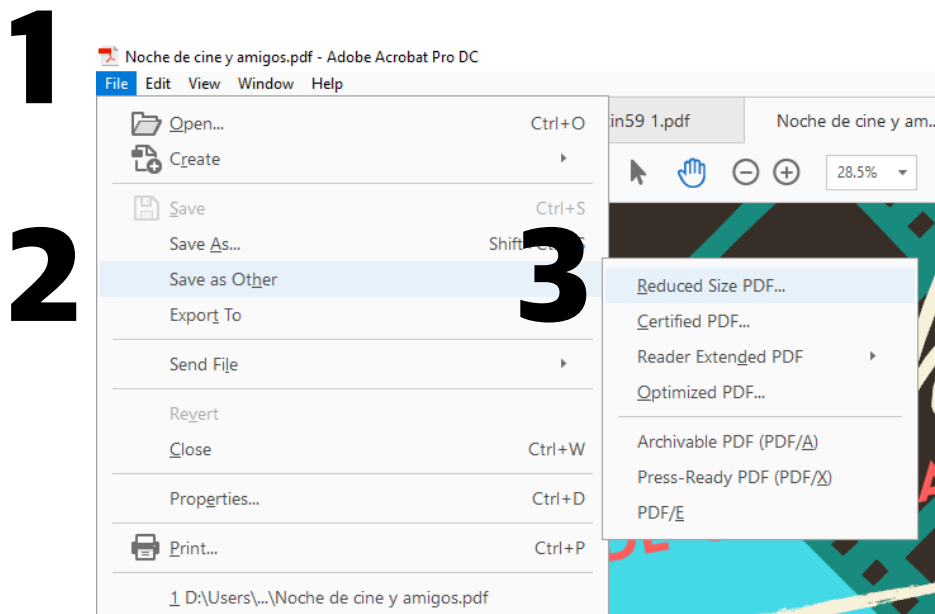 1
Noche de cine y amigos.pdf - Adobe Acrobat Pro DC
File Edit View Window Help
Open... Ctrl+O
in59 1.pdf Noche de cine y am...
Create
28.5%
Save Ctrl+S
Save As...
2
Save as Other
3
Reduced Size PDF...
Export To
Certified PDF...
Send File
Reader Extended PDF
Optimized PDF...
Revert
Close Ctrl+W
Archivable PDF (PDF/A)
Press-Ready PDF (PDF/X)
Properties... Ctrl+D
PDF/E
Print... Ctrl+P
DE
1 D:\Users\...\Noche de cine y amigos.pdf